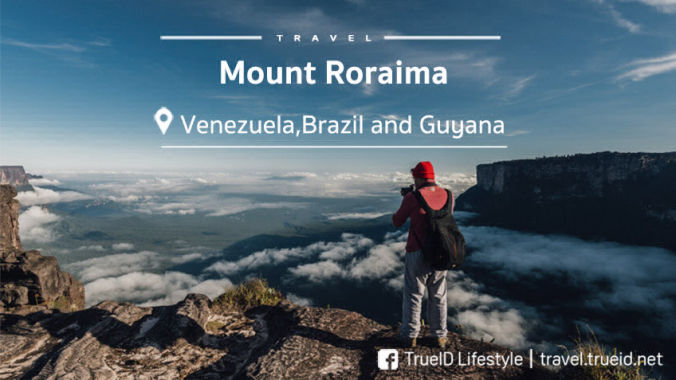 TRAVEL
Mount Roraima
Venezuela,Brazil and Guyana
TrueID Lifestyle | travel.trueid.net